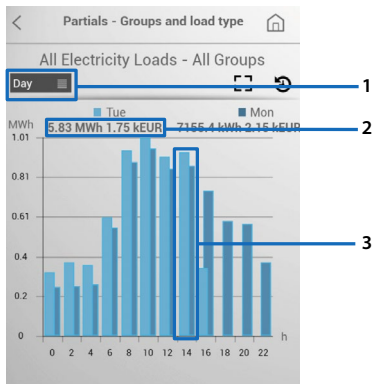 Partials - Groups and load type
All Electricity Loads - All Groups
Day
1
Tue
Mon
MWh
5.83 MWh 1.75 kEUR
7155.4 kWh 2.15 kEUR
2
1.01
0.81
0.61
3
0.4
0.2
0
h
0 2 4 6 8 10 12 14 16 18 20 22